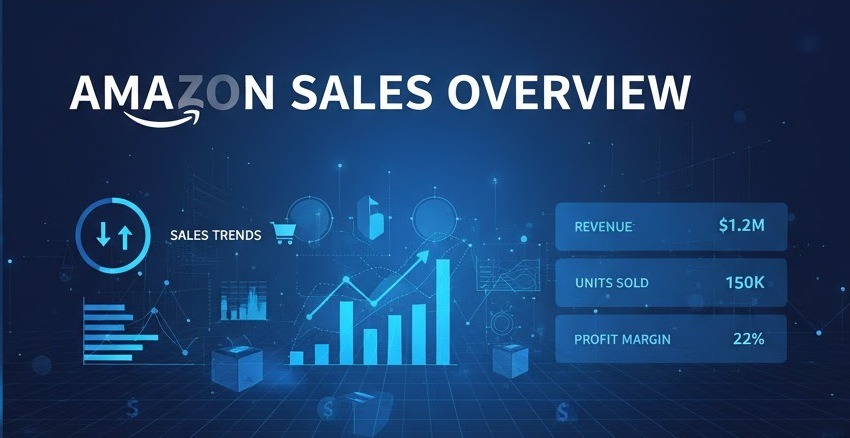 AMAZON SALES OVERVIEW
SALES TRENDS
REVENUE $1.2M
UNITS SOLD 150K
PROFIT MARGIN 22%
$
$
$